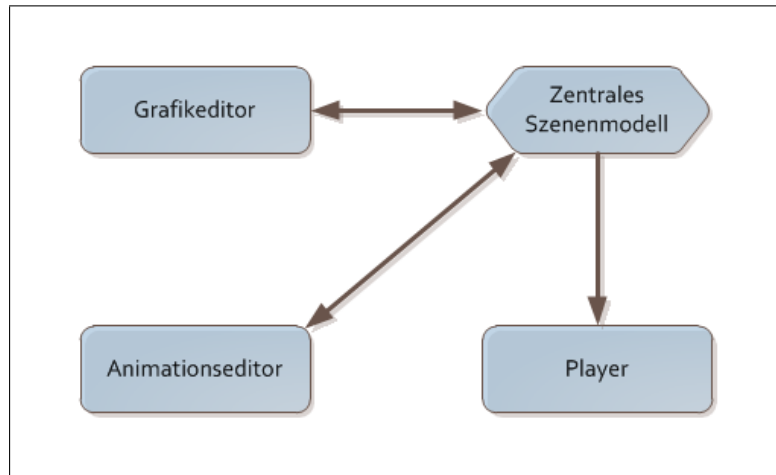 Grafikeditor
Zentrales
Szenenmodell
Animationseditor
Player